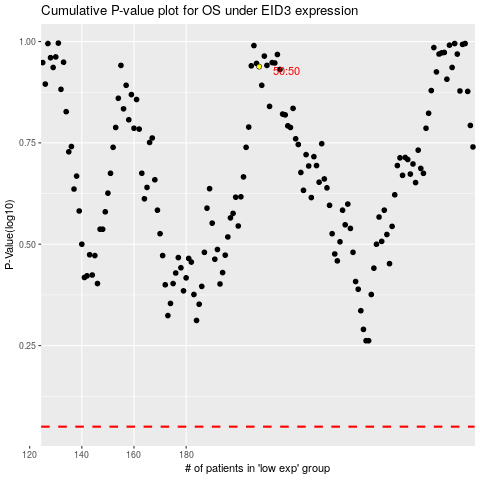 Cumulative P-value plot for OS under EID3 expression
1.00
0.75
0.50
0.25
P-Value(log10)
50:50
120 140 160 180
# of patients in 'low exp' group